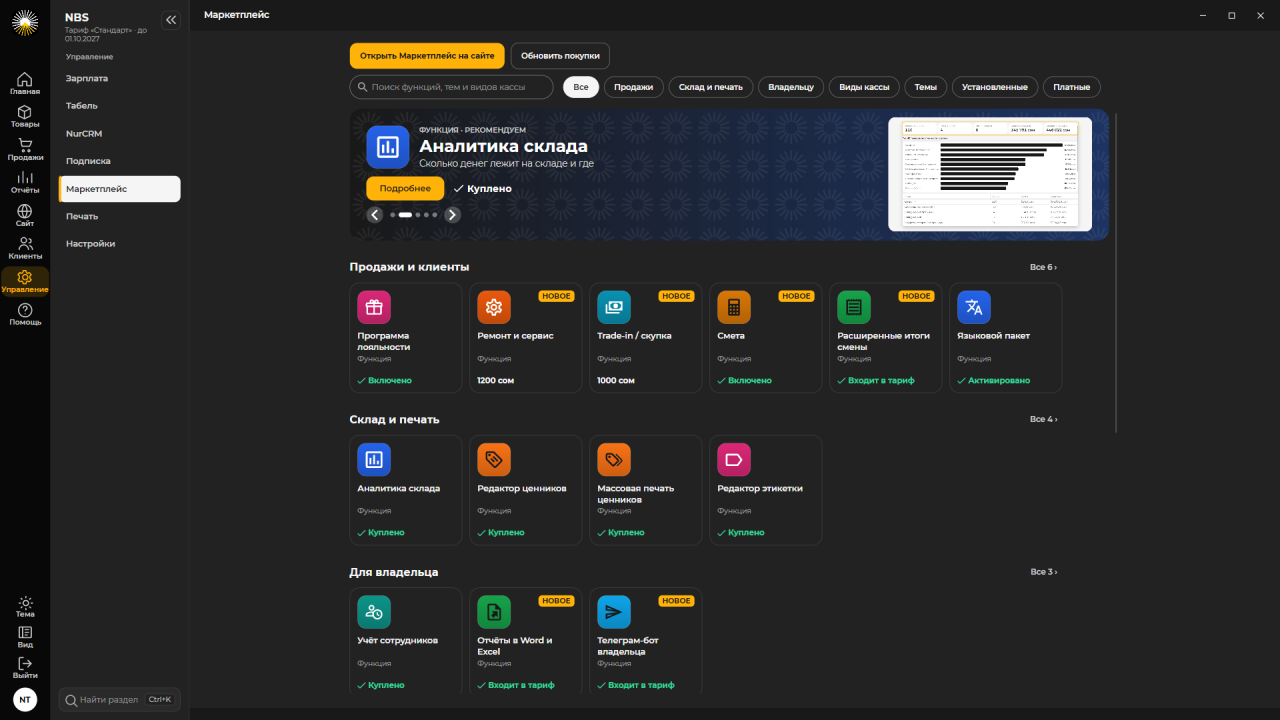 Главная
Товары
Продажи
Отчёты
Сайт
Клиенты
Управление
Помощь
Тема
Вид
Выйти
NT
NBS
Тариф «Стандарт» · до
01.10.2027
Управление
Зарплата
Табель
NurCRM
Подписка
Маркетплейс
Печать
Настройки
Найти раздел Ctrl+K
Маркетплейс
Открыть Маркетплейс на сайте
Обновить покупки
Поиск функций, тем и видов кассы
Все
Продажи
Склад и печать
Владельцу
Виды кассы
Темы
Установленные
Платные
ФУНКЦИЯ · РЕКОМЕНДУЕМ
Аналитика склада
Сколько денег лежит на складе и где
Подробнее
Куплено
Продажи и клиенты
Все 6 ›
Программа
лояльности
Функция
Включено
НОВОЕ
Ремонт и сервис
Функция
1200 сом
НОВОЕ
Trade-in / скупка
Функция
1000 сом
НОВОЕ
Смета
Функция
Включено
НОВОЕ
Расширенные итоги
смены
Функция
Входит в тариф
Языковой пакет
Функция
Активировано
Склад и печать
Все 4 ›
Аналитика склада
Функция
Куплено
Редактор ценников
Функция
Куплено
Массовая печать
ценников
Функция
Куплено
Редактор этикетки
Функция
Куплено
Для владельца
Все 3 ›
Учёт сотрудников
Функция
Куплено
НОВОЕ
Отчёты в Word и
Excel
Функция
Входит в тариф
НОВОЕ
Телеграм-бот
владельца
Функция
Входит в тариф